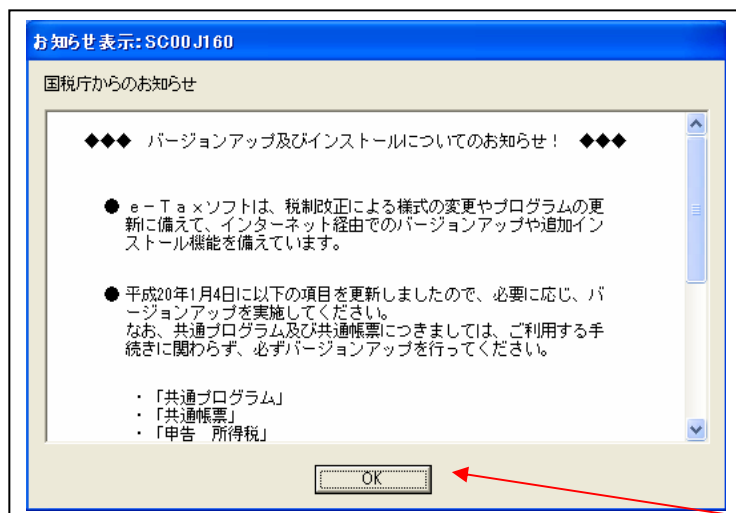 お知らせ表示:SC00J160
国税庁からのお知らせ
◆◆◆ バージョンアップ及びインストールについてのお知らせ! ◆◆◆
● e-Taxソフトは、税制改正による様式の変更やプログラムの更
新に備えて、インターネット経由でのバージョンアップや追加イン
ストール機能を備えています。
● 平成20年1月4日に以下の項目を更新しましたので、必要に応じ、バ
ージョンアップを実施してください。
なお、共通プログラム及び共通帳票につきましては、ご利用する手
続きに関わらず、必ずバージョンアップを行ってください。
・「共通プログラム」
・「共通帳票」
・「申告 所得税」
OK